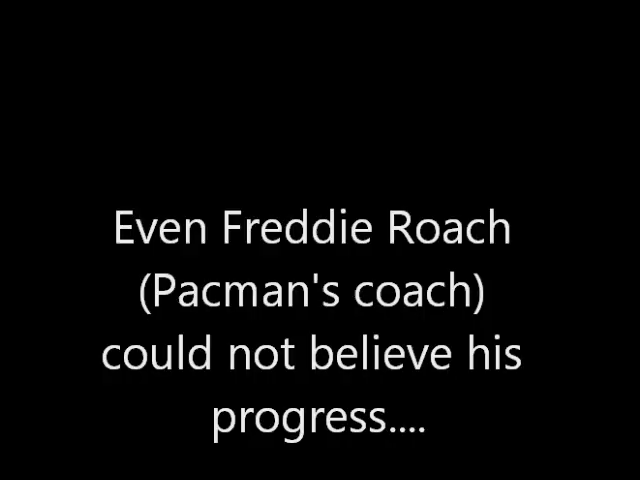 Even Freddie Roach
(Pacman's coach)
could not believe his
progress....